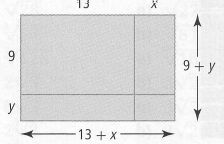 13 x
9
9 + y
y
13 + x